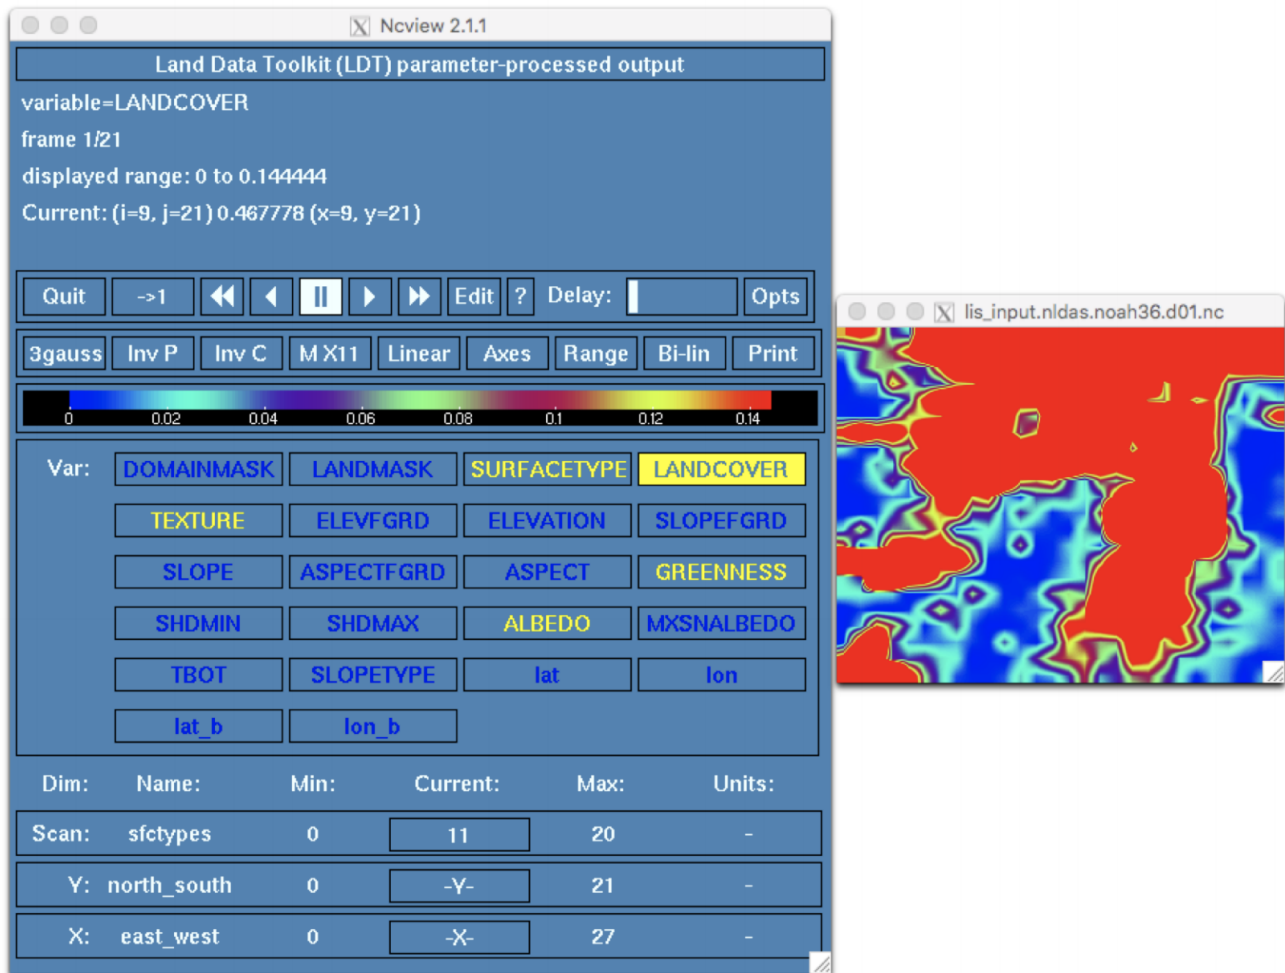 Ncview 2.1.1
Land Data Toolkit (LDT) parameter-processed output
variable=LANDCOVER
frame 1/21
displayed range: 0 to 0.144444
Current: (i=9, j=21) 0.467778 (x=9, y=21)
Quit ->1 Edit ? Delay: Opts
3gauss Inv P Inv C M X11 Linear Axes Range Bi-lin Print
0 0.02 0.04 0.06 0.08 0.1 0.12 0.14
Var: DOMAINMASK LANDMASK SURFACETYPE LANDCOVER
TEXTURE ELEVFGRD ELEVATION SLOPEFGRD
SLOPE ASPECTFGRD ASPECT GREENNESS
SHDMIN SHDMAX ALBEDO MXSNALBEDO
TBOT SLOPETYPE lat lon
lat_b lon_b
Dim: Name: Min: Current: Max: Units:
Scan: sfctypes 0 11 20 -
Y: north_south 0 -Y- 21 -
X: east_west 0 -X- 27 -
lis_input.nldas.noah36.d01.nc